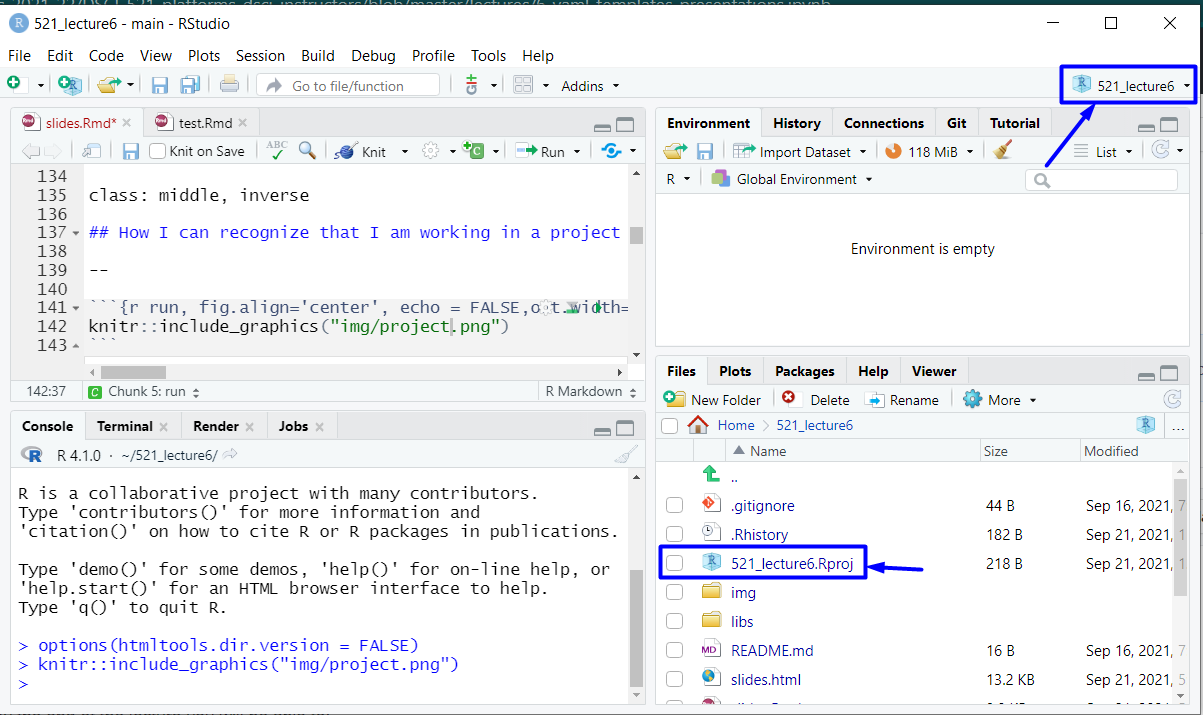 521_lecture6 - main - RStudio
File Edit Code View Plots Session Build Debug Profile Tools Help
Go to file/function Addins 521_lecture6
slides.Rmd* test.Rmd
Knit on Save ABC Knit Run
134
135 class: middle, inverse
136
137 ## How I can recognize that I am working in a project
138
139 --
140
141 ```{r run, fig.align='center', echo = FALSE,out.width=
142 knitr::include_graphics("img/project.png")
143 ```
142:37 C Chunk 5: run R Markdown
Console Terminal Render Jobs
R R 4.1.0 · ~/521_lecture6/
R is a collaborative project with many contributors.
Type 'contributors()' for more information and
'citation()' on how to cite R or R packages in publications.
Type 'demo()' for some demos, 'help()' for on-line help, or
'help.start()' for an HTML browser interface to help.
Type 'q()' to quit R.
> options(htmltools.dir.version = FALSE)
> knitr::include_graphics("img/project.png")
>
Environment History Connections Git Tutorial
Import Dataset 118 MiB List
R Global Environment
Environment is empty
Files Plots Packages Help Viewer
New Folder Delete Rename More
Home 521_lecture6 ...
Name Size Modified
..
.gitignore 44 B Sep 16, 2021, 7
.Rhistory 182 B Sep 21, 2021, 1
521_lecture6.Rproj 218 B Sep 21, 2021, 1
img
libs
MD README.md 16 B Sep 16, 2021, 7
slides.html 13.2 KB Sep 21, 2021, 5